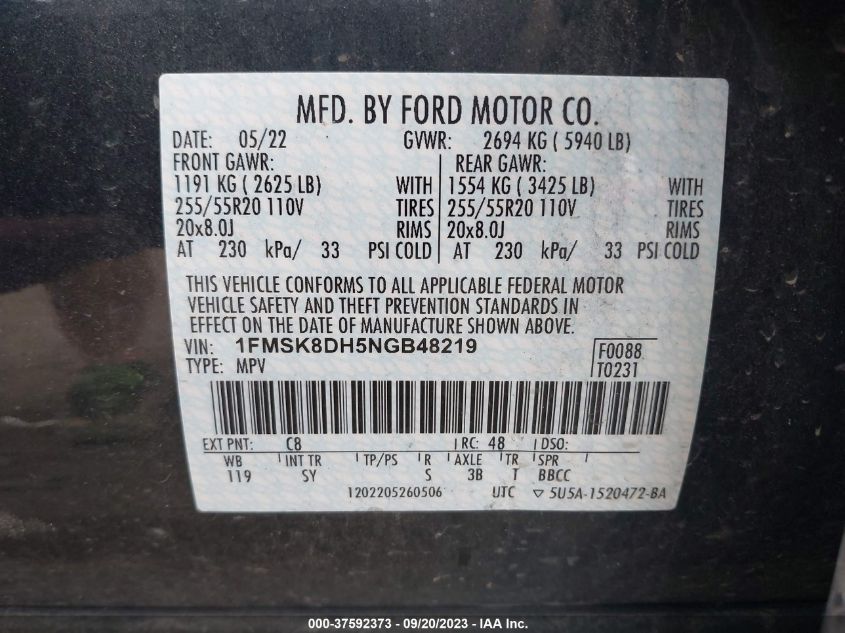 MFD. BY FORD MOTOR CO.
DATE: 05/22 GVWR: 2694 KG ( 5940 LB)
FRONT GAWR: REAR GAWR:
1191 KG ( 2625 LB) WITH 1554 KG ( 3425 LB) WITH
255/55R20 110V TIRES 255/55R20 110V TIRES
20x8.0J RIMS 20x8.0J RIMS
AT 230 kPa/ 33 PSI COLD AT 230 kPa/ 33 PSI COLD
THIS VEHICLE CONFORMS TO ALL APPLICABLE FEDERAL MOTOR
VEHICLE SAFETY AND THEFT PREVENTION STANDARDS IN
EFFECT ON THE DATE OF MANUFACTURE SHOWN ABOVE.
VIN: 1FMSK8DH5NGB48219 F0088
TYPE: MPV T0231
EXT PNT: C8 RC: 48 DSO:
WB INT TR TP/PS R AXLE TR SPR
119 SY S 3B T BBCC
1202205260506 UTC ▽ 5U5A-1520472-BA
000-37592373 - 09/20/2023 - IAA Inc.